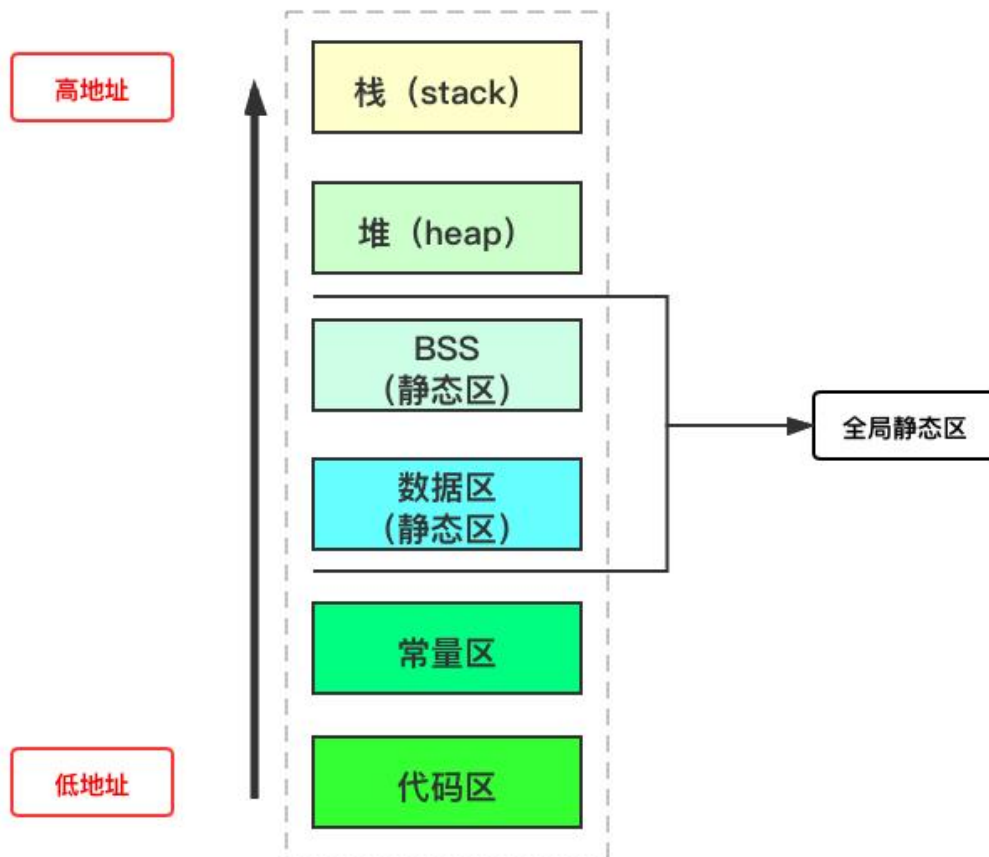 高地址
栈（stack）
堆（heap）
BSS
（静态区）
数据区
（静态区）
全局静态区
常量区
低地址
代码区